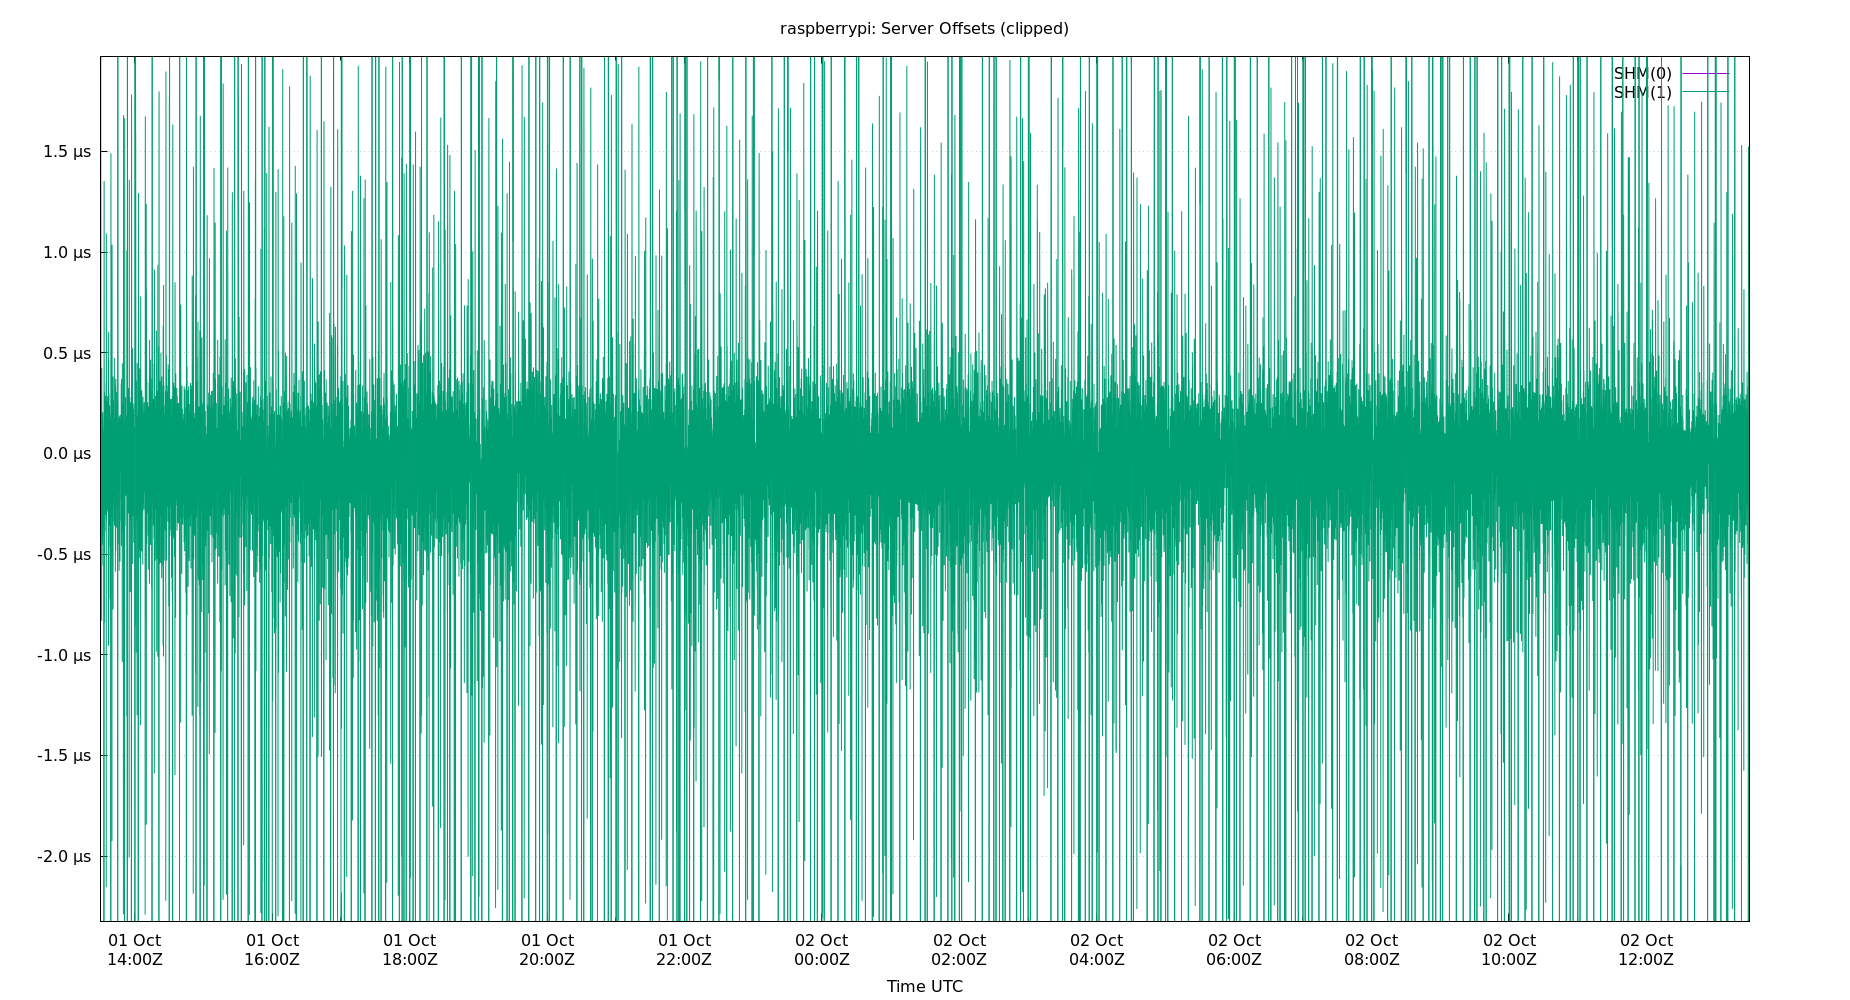 raspberrypi: Server Offsets (clipped)
SHM(0)
SHM(1)
1.5 µs
1.0 µs
0.5 µs
0.0 µs
-0.5 µs
-1.0 µs
-1.5 µs
-2.0 µs
01 Oct 01 Oct 01 Oct 01 Oct 01 Oct 02 Oct 02 Oct 02 Oct 02 Oct 02 Oct 02 Oct 02 Oct
14:00Z 16:00Z 18:00Z 20:00Z 22:00Z 00:00Z 02:00Z 04:00Z 06:00Z 08:00Z 10:00Z 12:00Z
Time UTC